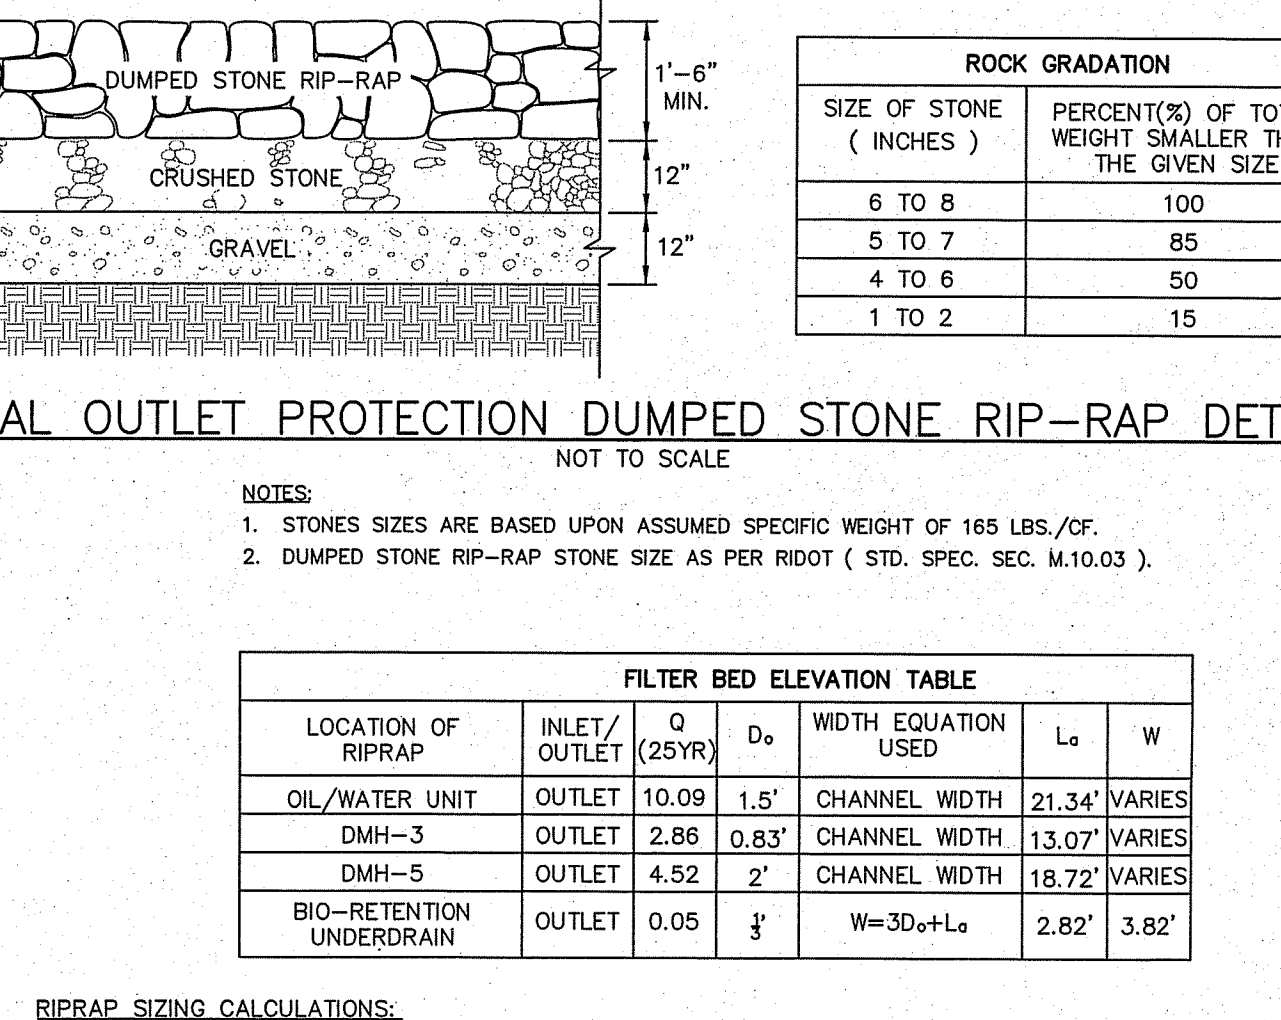 DUMPED STONE RIP-RAP
1'-6"
MIN.
CRUSHED STONE
12"
GRAVEL
12"
ROCK GRADATION
SIZE OF STONE
( INCHES )
PERCENT(%) OF TOT
WEIGHT SMALLER TH
THE GIVEN SIZE
6 TO 8 100
5 TO 7 85
4 TO 6 50
1 TO 2 15
AL OUTLET PROTECTION DUMPED STONE RIP-RAP DET
NOT TO SCALE
NOTES:
1. STONES SIZES ARE BASED UPON ASSUMED SPECIFIC WEIGHT OF 165 LBS./CF.
2. DUMPED STONE RIP-RAP STONE SIZE AS PER RIDOT ( STD. SPEC. SEC. M.10.03 ).
FILTER BED ELEVATION TABLE
LOCATION OF
RIPRAP
INLET/
OUTLET
Q
(25YR)
Do
WIDTH EQUATION
USED
La
W
OIL/WATER UNIT OUTLET 10.09 1.5' CHANNEL WIDTH 21.34' VARIES
DMH-3 OUTLET 2.86 0.83' CHANNEL WIDTH 13.07' VARIES
DMH-5 OUTLET 4.52 2' CHANNEL WIDTH 18.72' VARIES
BIO-RETENTION
UNDERDRAIN
OUTLET 0.05 1/3' W=3Do+La 2.82' 3.82'
RIPRAP SIZING CALCULATIONS: